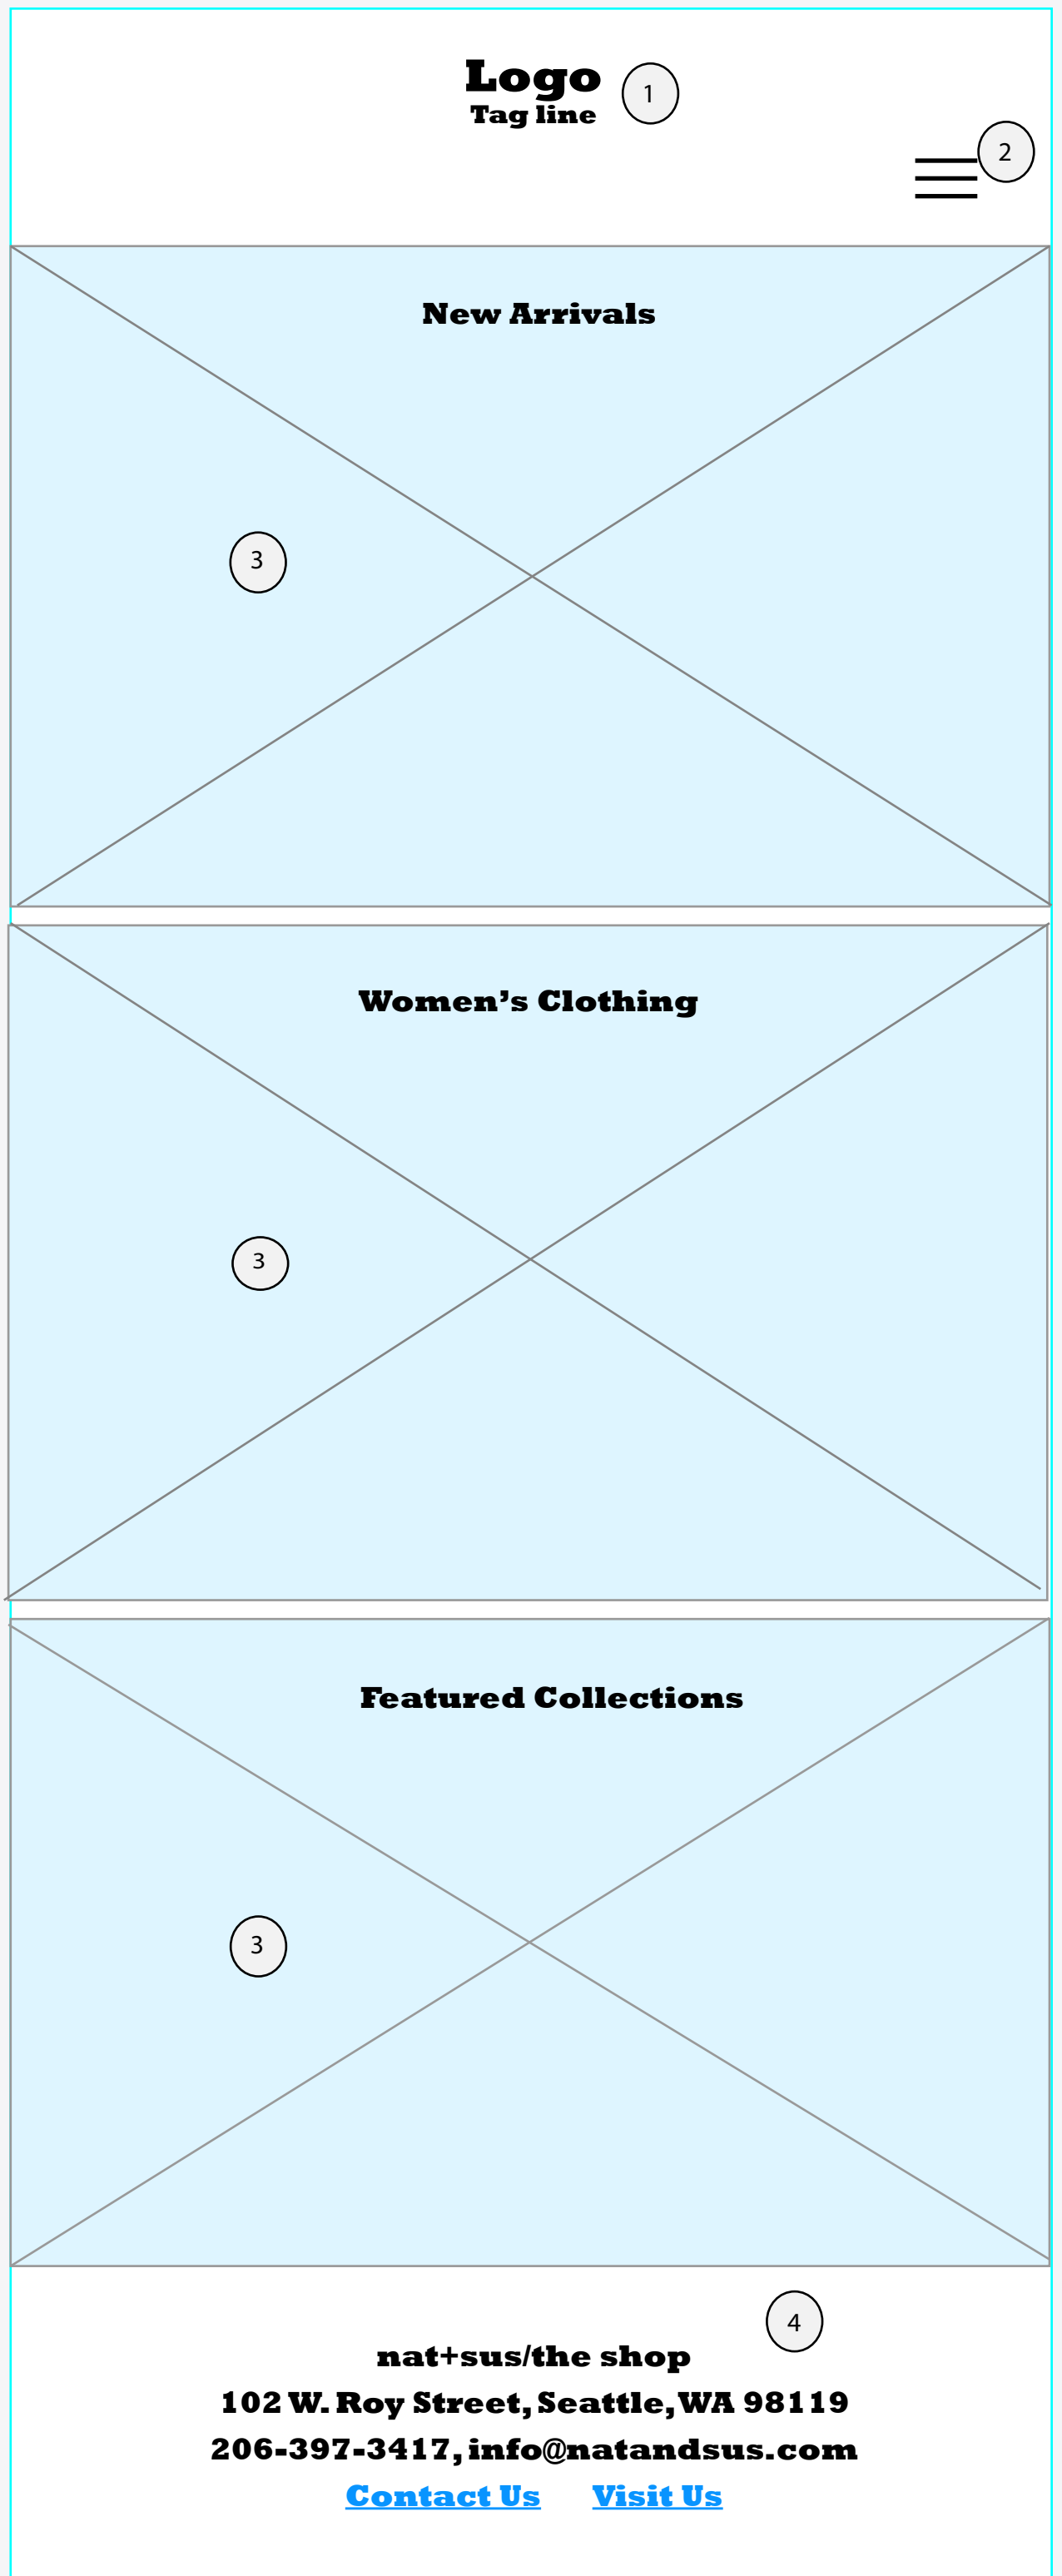 Logo
1
Tag line
2
New Arrivals
3
Women’s Clothing
3
Featured Collections
3
4
nat+sus/the shop
102 W. Roy Street, Seattle, WA 98119
206-397-3417, info@natandsus.com
Contact Us Visit Us